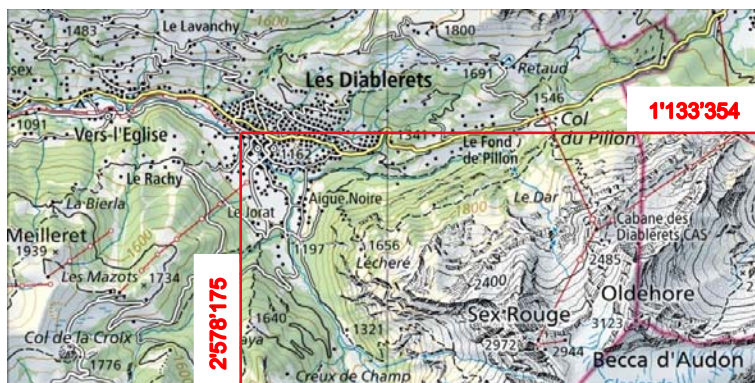 1483
Le Lavanchy
1600
1800
Les Diablerets
1691
Retaud
osex
1546
1'133'354
Col
du Pillon
1091
Vers l'Eglise
1341
1162
Le Fond
de Pillon
Le Rachy
La Bierla
Le Jorat
Aigue Noire
1800
Le Dar
Cabane des
Diablerets CAS
Meilleret
1939
1600
1197
1656
Lécheré
2485
Les Mazots
1734
2400
2'578'175
Oldehore
Sex Rouge
3123
1640
aya
1321
Col de la Croix
1776
2972
2944
Becca d'Audon
Creux de Champ